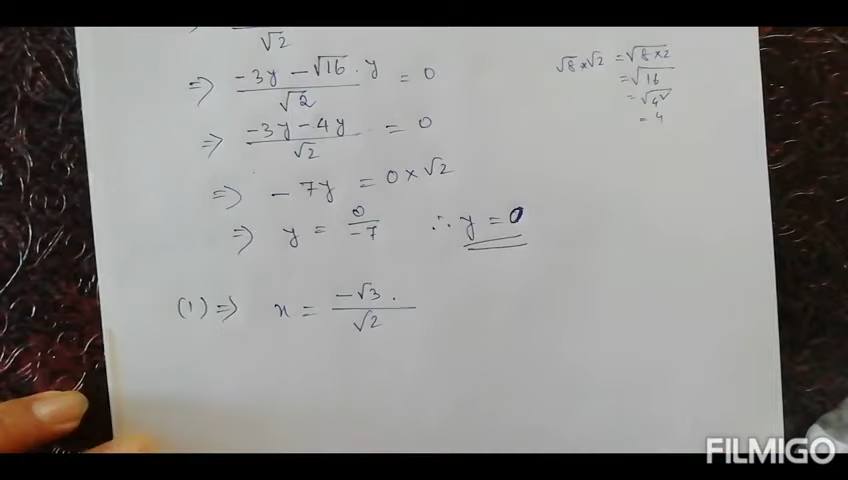 √2
⇒ (-3y - √16 . y)/√2 = 0
⇒ (-3y - 4y)/√2 = 0
⇒ - 7y = 0 × √2
⇒ y = 0/-7 ∴ y = 0
(1) ⇒ x = -√3 . /√2
√8 × √2 = √8×2
= √16
= √4²
= 4
FILMIGO